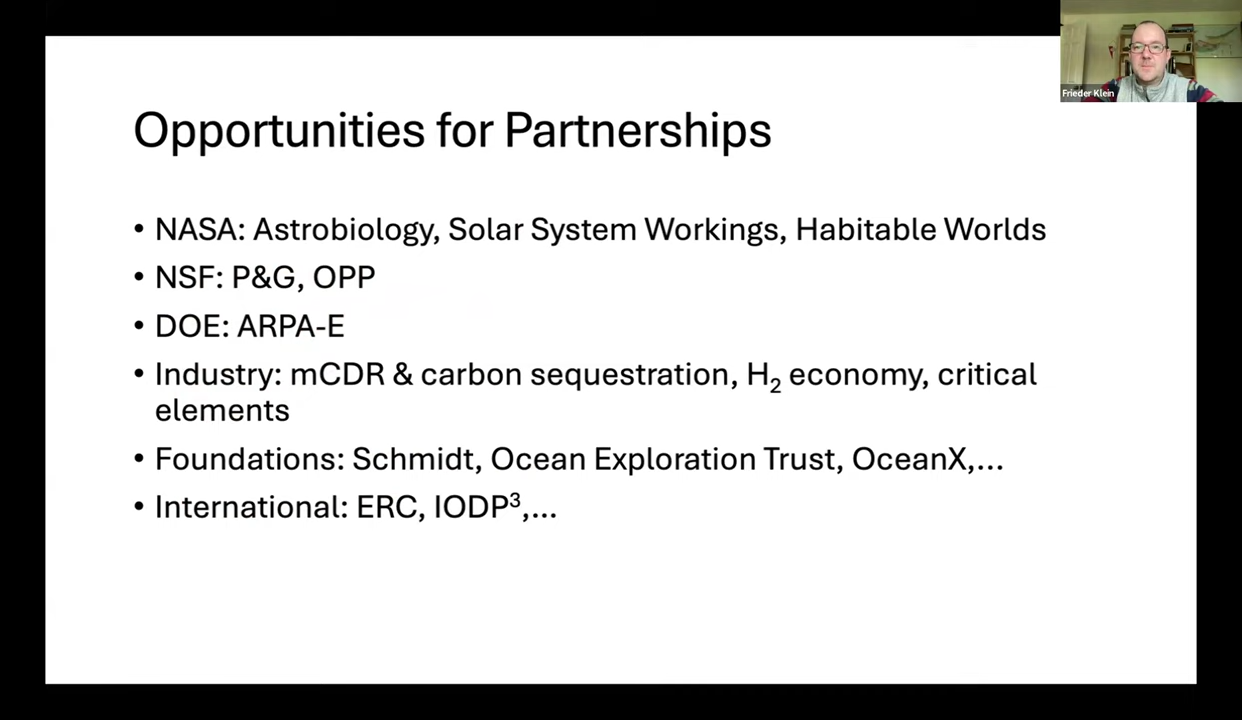 Opportunities for Partnerships
• NASA: Astrobiology, Solar System Workings, Habitable Worlds
• NSF: P&G, OPP
• DOE: ARPA-E
• Industry: mCDR & carbon sequestration, H₂ economy, critical
elements
• Foundations: Schmidt, Ocean Exploration Trust, OceanX,...
• International: ERC, IODP³,...
Frieder Klein